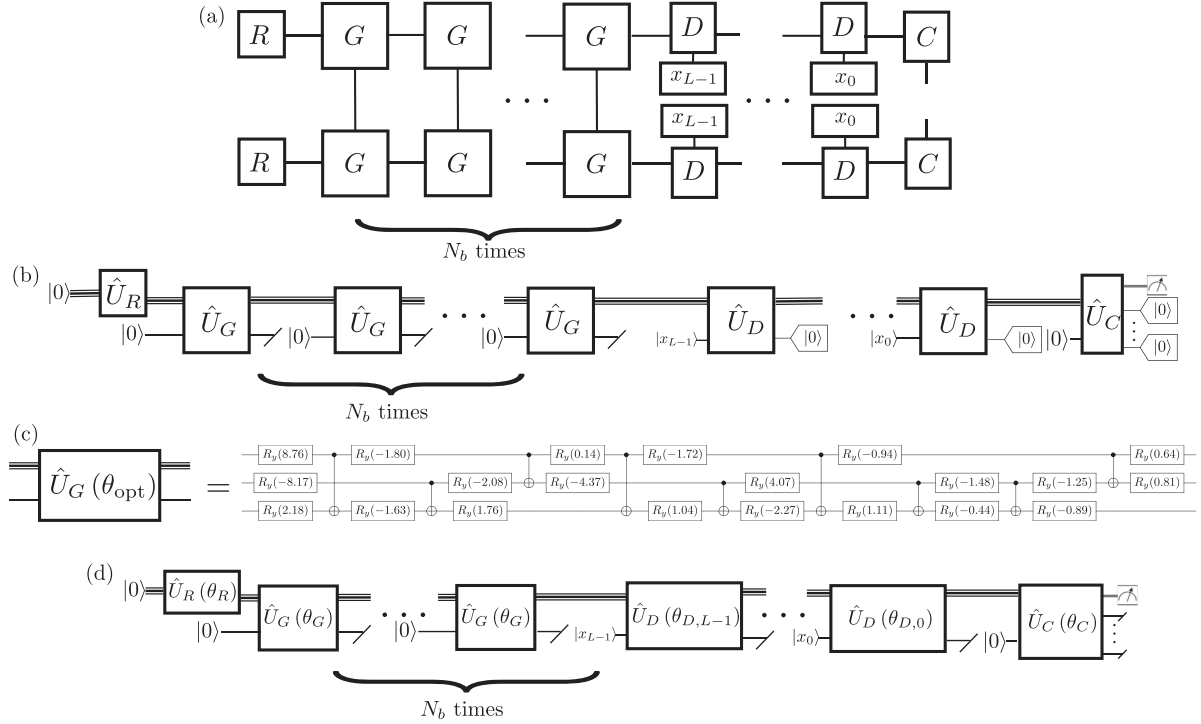 (a)
R G G G D D C
x_{L−1} x_0
· · · · · ·
x_{L−1} x_0
R G G G D D C
N_b times
(b)
|0⟩ Û_R
Û_G Û_G · · · Û_G Û_D · · · Û_D Û_C |0⟩
|0⟩ |0⟩ |0⟩ |x_{L−1}⟩ |0⟩ |x_0⟩ |0⟩ |0⟩ |0⟩
N_b times
(c)
Û_G (θ_opt) =
R_y(8.76) R_y(−1.80) R_y(0.14) R_y(−1.72) R_y(−0.94) R_y(0.64)
R_y(−8.17) R_y(−2.08) R_y(−4.37) R_y(4.07) R_y(−1.48) R_y(−1.25) R_y(0.81)
R_y(2.18) R_y(−1.63) R_y(1.76) R_y(1.04) R_y(−2.27) R_y(1.11) R_y(−0.44) R_y(−0.89)
(d)
|0⟩ Û_R (θ_R)
Û_G (θ_G) · · · Û_G (θ_G) Û_D (θ_{D,L−1}) · · · Û_D (θ_{D,0}) Û_C (θ_C)
|0⟩ |0⟩ |x_{L−1}⟩ |x_0⟩ |0⟩
N_b times